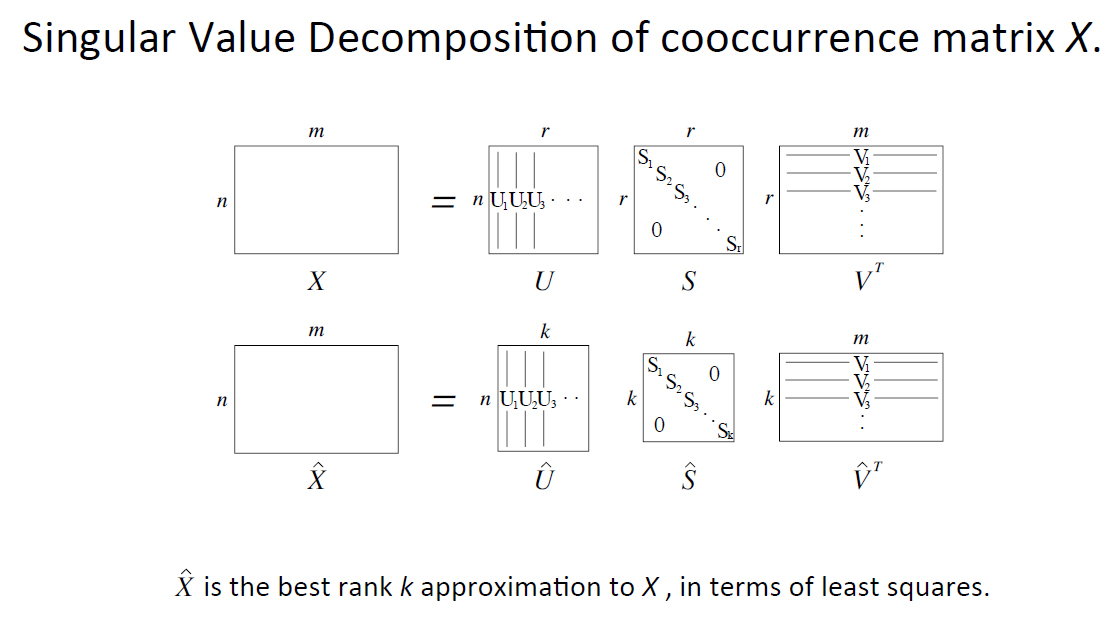 Singular Value Decomposition of cooccurrence matrix X.
m r r m
n = n U₁U₂U₃ · · · r S₁ S₂ S₃ . . . Sᵣ 0 0 r V₁ V₂ V₃ . . .
X U S Vᵀ
m k k m
n = n U₁U₂U₃ · · k S₁ S₂ S₃ . . . Sₖ 0 0 k V₁ V₂ V₃ . .
X̂ Û Ŝ V̂ᵀ
X̂ is the best rank k approximation to X , in terms of least squares.